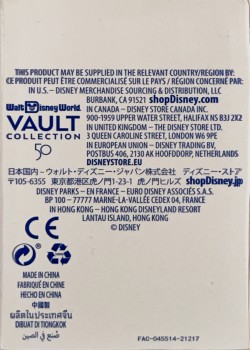 THIS PRODUCT MAY BE SUPPLIED IN THE RELEVANT COUNTRY/REGION BY:
CE PRODUIT PEUT ÊTRE COMMERCIALISÉ SUR LE PAYS / RÉGION CONCERNÉ(E) PAR:
IN U.S. – DISNEY MERCHANDISE SOURCING & DISTRIBUTION, LLC
BURBANK, CA 91521 shopDisney.com
Walt Disney World
VAULT
COLLECTION
50
IN CANADA – DISNEY STORE CANADA INC.
900-1959 UPPER WATER STREET, HALIFAX NS B3J 2X2
IN UNITED KINGDOM – THE DISNEY STORE LTD.
3 QUEEN CAROLINE STREET, LONDON W6 9PE
IN EUROPEAN UNION – DISNEY TRADING BV,
POSTBUS 406, 2130 AK HOOFDDORP, NETHERLANDS
DISNEYSTORE.EU
日本国内－ウォルト・ディズニー・ジャパン株式会社 ディズニーストア
〒105-6355 東京都港区虎ノ門1-23-1 虎ノ門ヒルズ shopDisney.jp
DISNEY PARKS – EN FRANCE: EURO DISNEY ASSOCIÉS S.A.S.
BP 100 – 77777 MARNE-LA-VALLÉE CEDEX 04, FRANCE
IN HONG KONG – HONG KONG DISNEYLAND RESORT
LANTAU ISLAND, HONG KONG
© DISNEY
CE
MADE IN CHINA
FABRIQUÉ EN CHINE
HECHO EN CHINA
中國製
ผลิตในประเทศจีน
DIBUAT DI TIONGKOK
صنع في الصين
FAC-045514-21217